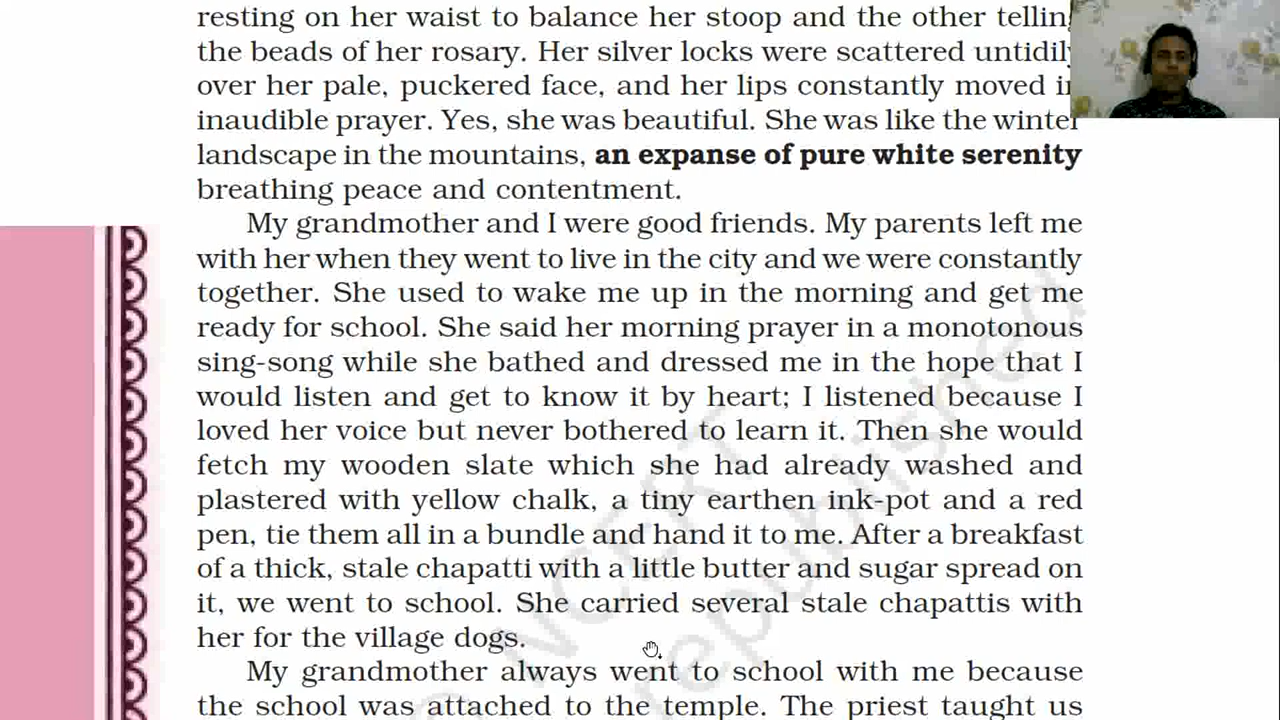 resting on her waist to balance her stoop and the other telling
the beads of her rosary. Her silver locks were scattered untidily
over her pale, puckered face, and her lips constantly moved in
inaudible prayer. Yes, she was beautiful. She was like the winter
landscape in the mountains, an expanse of pure white serenity
breathing peace and contentment.
My grandmother and I were good friends. My parents left me
with her when they went to live in the city and we were constantly
together. She used to wake me up in the morning and get me
ready for school. She said her morning prayer in a monotonous
sing-song while she bathed and dressed me in the hope that I
would listen and get to know it by heart; I listened because I
loved her voice but never bothered to learn it. Then she would
fetch my wooden slate which she had already washed and
plastered with yellow chalk, a tiny earthen ink-pot and a red
pen, tie them all in a bundle and hand it to me. After a breakfast
of a thick, stale chapatti with a little butter and sugar spread on
it, we went to school. She carried several stale chapattis with
her for the village dogs.
My grandmother always went to school with me because
the school was attached to the temple. The priest taught us
NCERT
republished